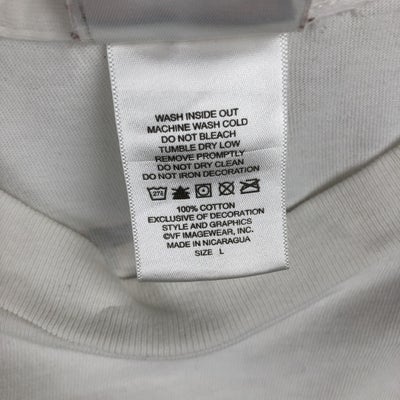 WASH INSIDE OUT
MACHINE WASH COLD
DO NOT BLEACH
TUMBLE DRY LOW
REMOVE PROMPTLY
DO NOT DRY CLEAN
DO NOT IRON DECORATION
100% COTTON
EXCLUSIVE OF DECORATION
STYLE AND GRAPHICS
©VF IMAGEWEAR, INC.
MADE IN NICARAGUA
SIZE L